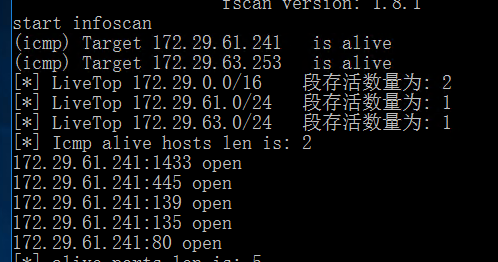 fscan version: 1.8.1
start infoscan
(icmp) Target 172.29.61.241   is alive
(icmp) Target 172.29.63.253   is alive
[*] LiveTop 172.29.0.0/16    段存活数量为: 2
[*] LiveTop 172.29.61.0/24   段存活数量为: 1
[*] LiveTop 172.29.63.0/24   段存活数量为: 1
[*] Icmp alive hosts len is: 2
172.29.61.241:1433 open
172.29.61.241:445 open
172.29.61.241:139 open
172.29.61.241:135 open
172.29.61.241:80 open
[*] alive ports len is: 5